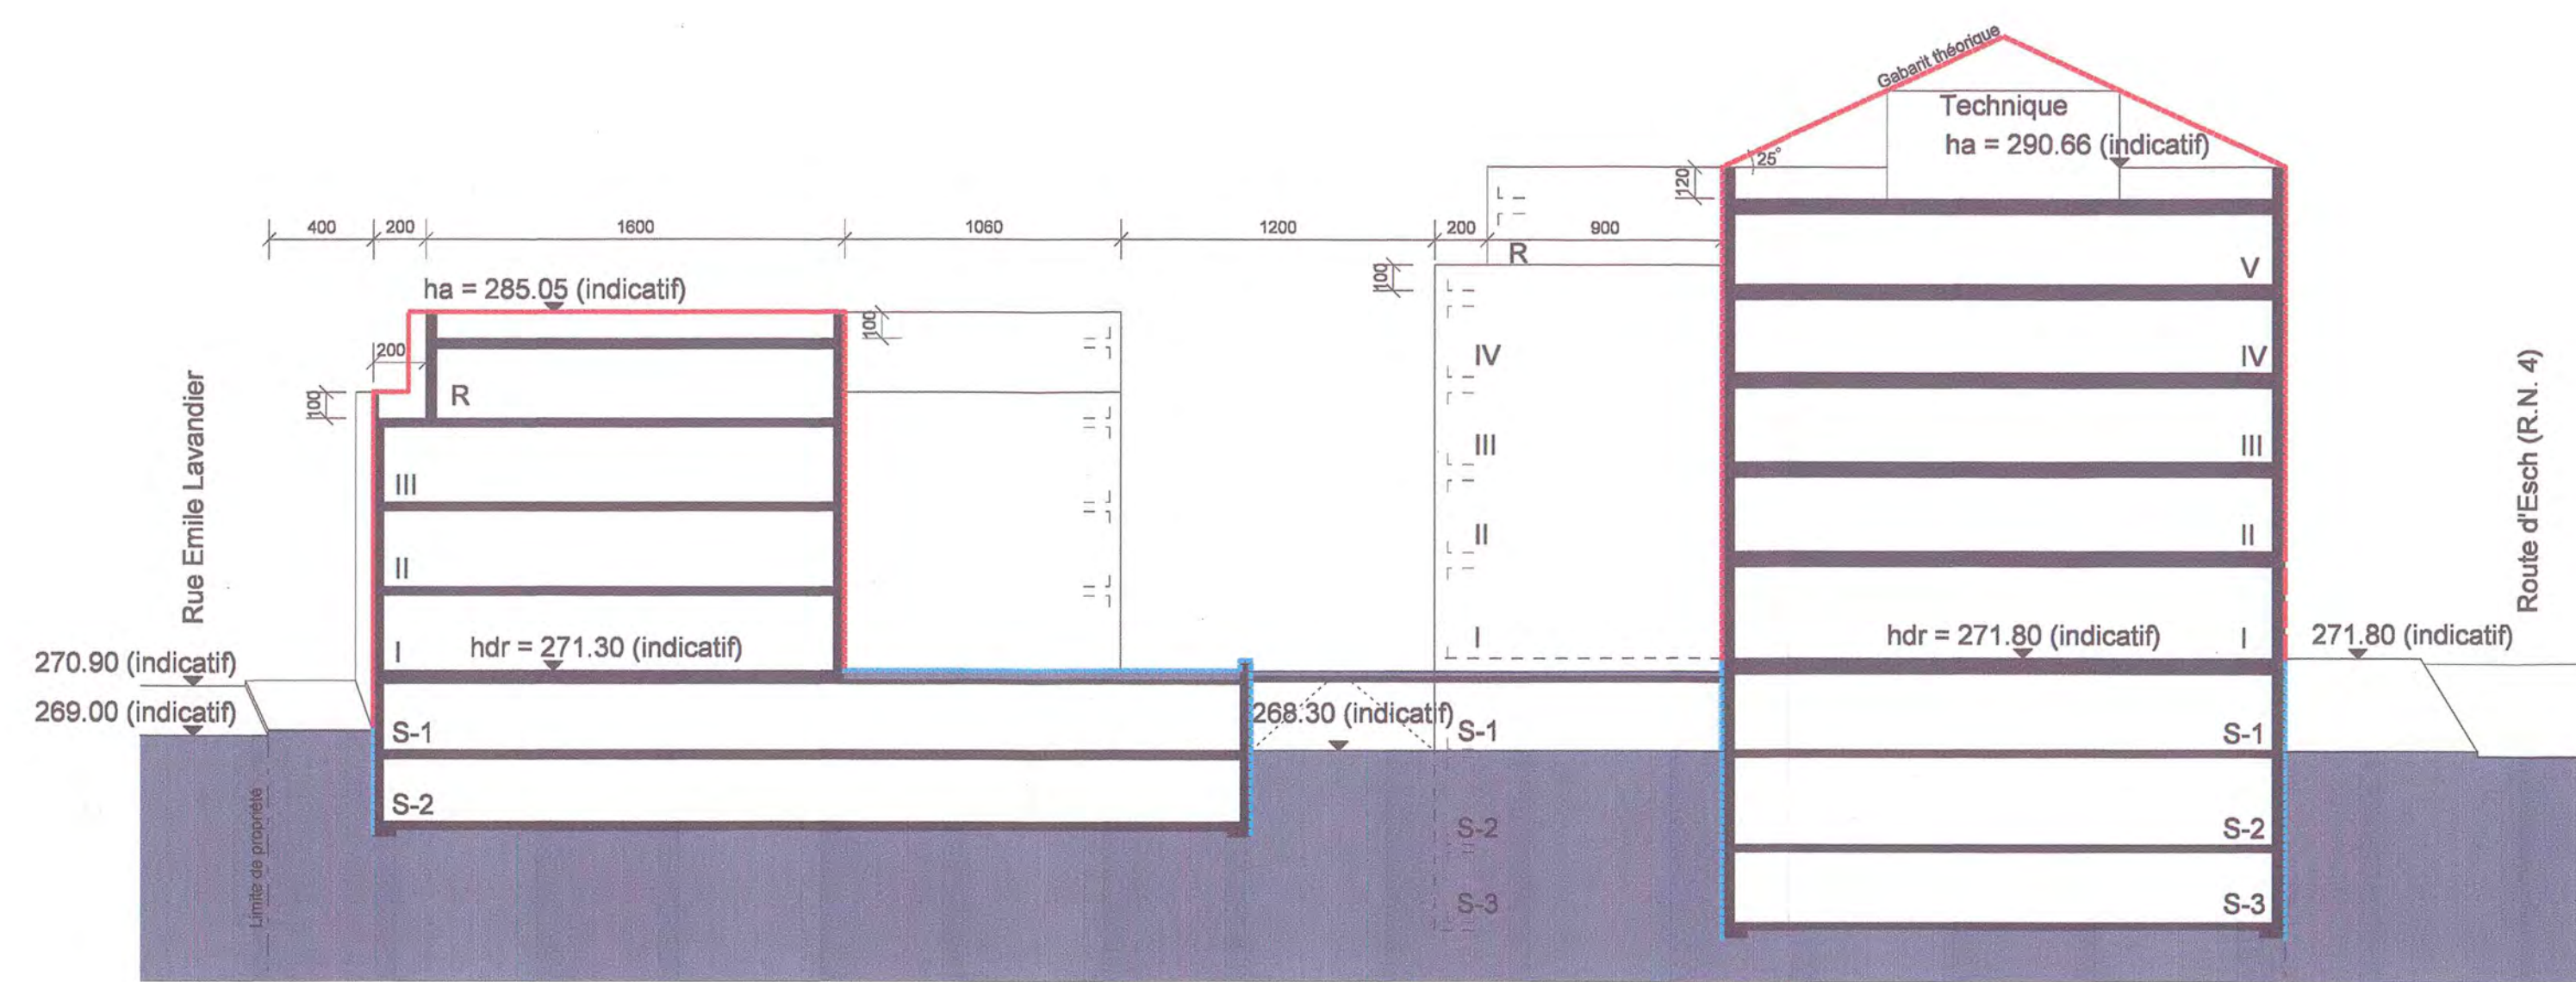 Gabarit théorique
Technique
ha = 290.66 (indicatif)
25°
120
400 200 1600 1060 1200 200 900
R
100
V
ha = 285.05 (indicatif)
100
200
IV
IV
R
100
III
III
III
II
II
II
I
hdr = 271.30 (indicatif)
I
hdr = 271.80 (indicatif)
I
271.80 (indicatif)
270.90 (indicatif)
269.00 (indicatif)
268.30 (indicatif)
S-1
S-1
S-1
S-2
S-2
S-2
S-3
S-3
Rue Emile Lavandier
Limite de propriété
Route d'Esch (R.N. 4)